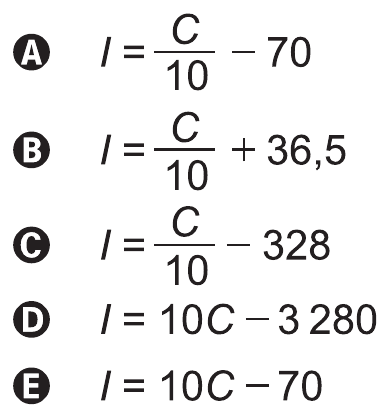 A I = C/10 − 70
B I = C/10 + 36,5
C I = C/10 − 328
D I = 10C − 3 280
E I = 10C − 70